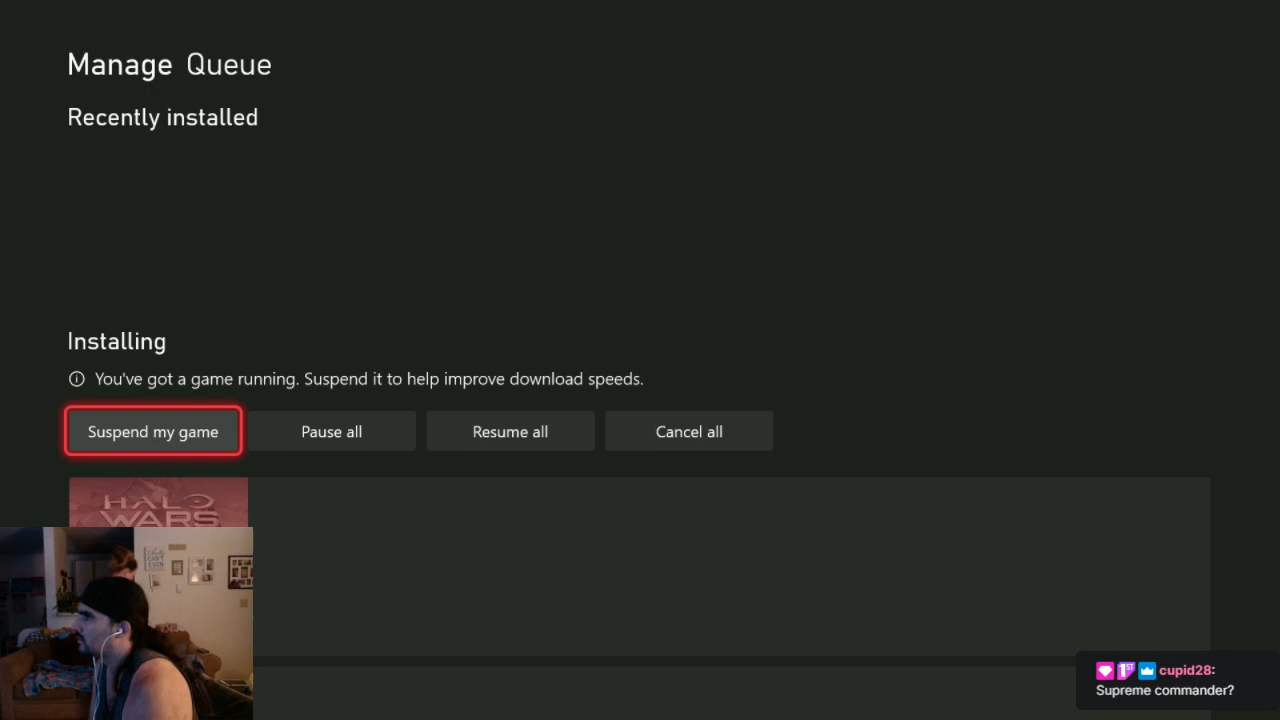 Manage Queue
Recently installed
Installing
You've got a game running. Suspend it to help improve download speeds.
Suspend my game
Pause all
Resume all
Cancel all
HALO
WARS
1ST cupid28:
Supreme commander?